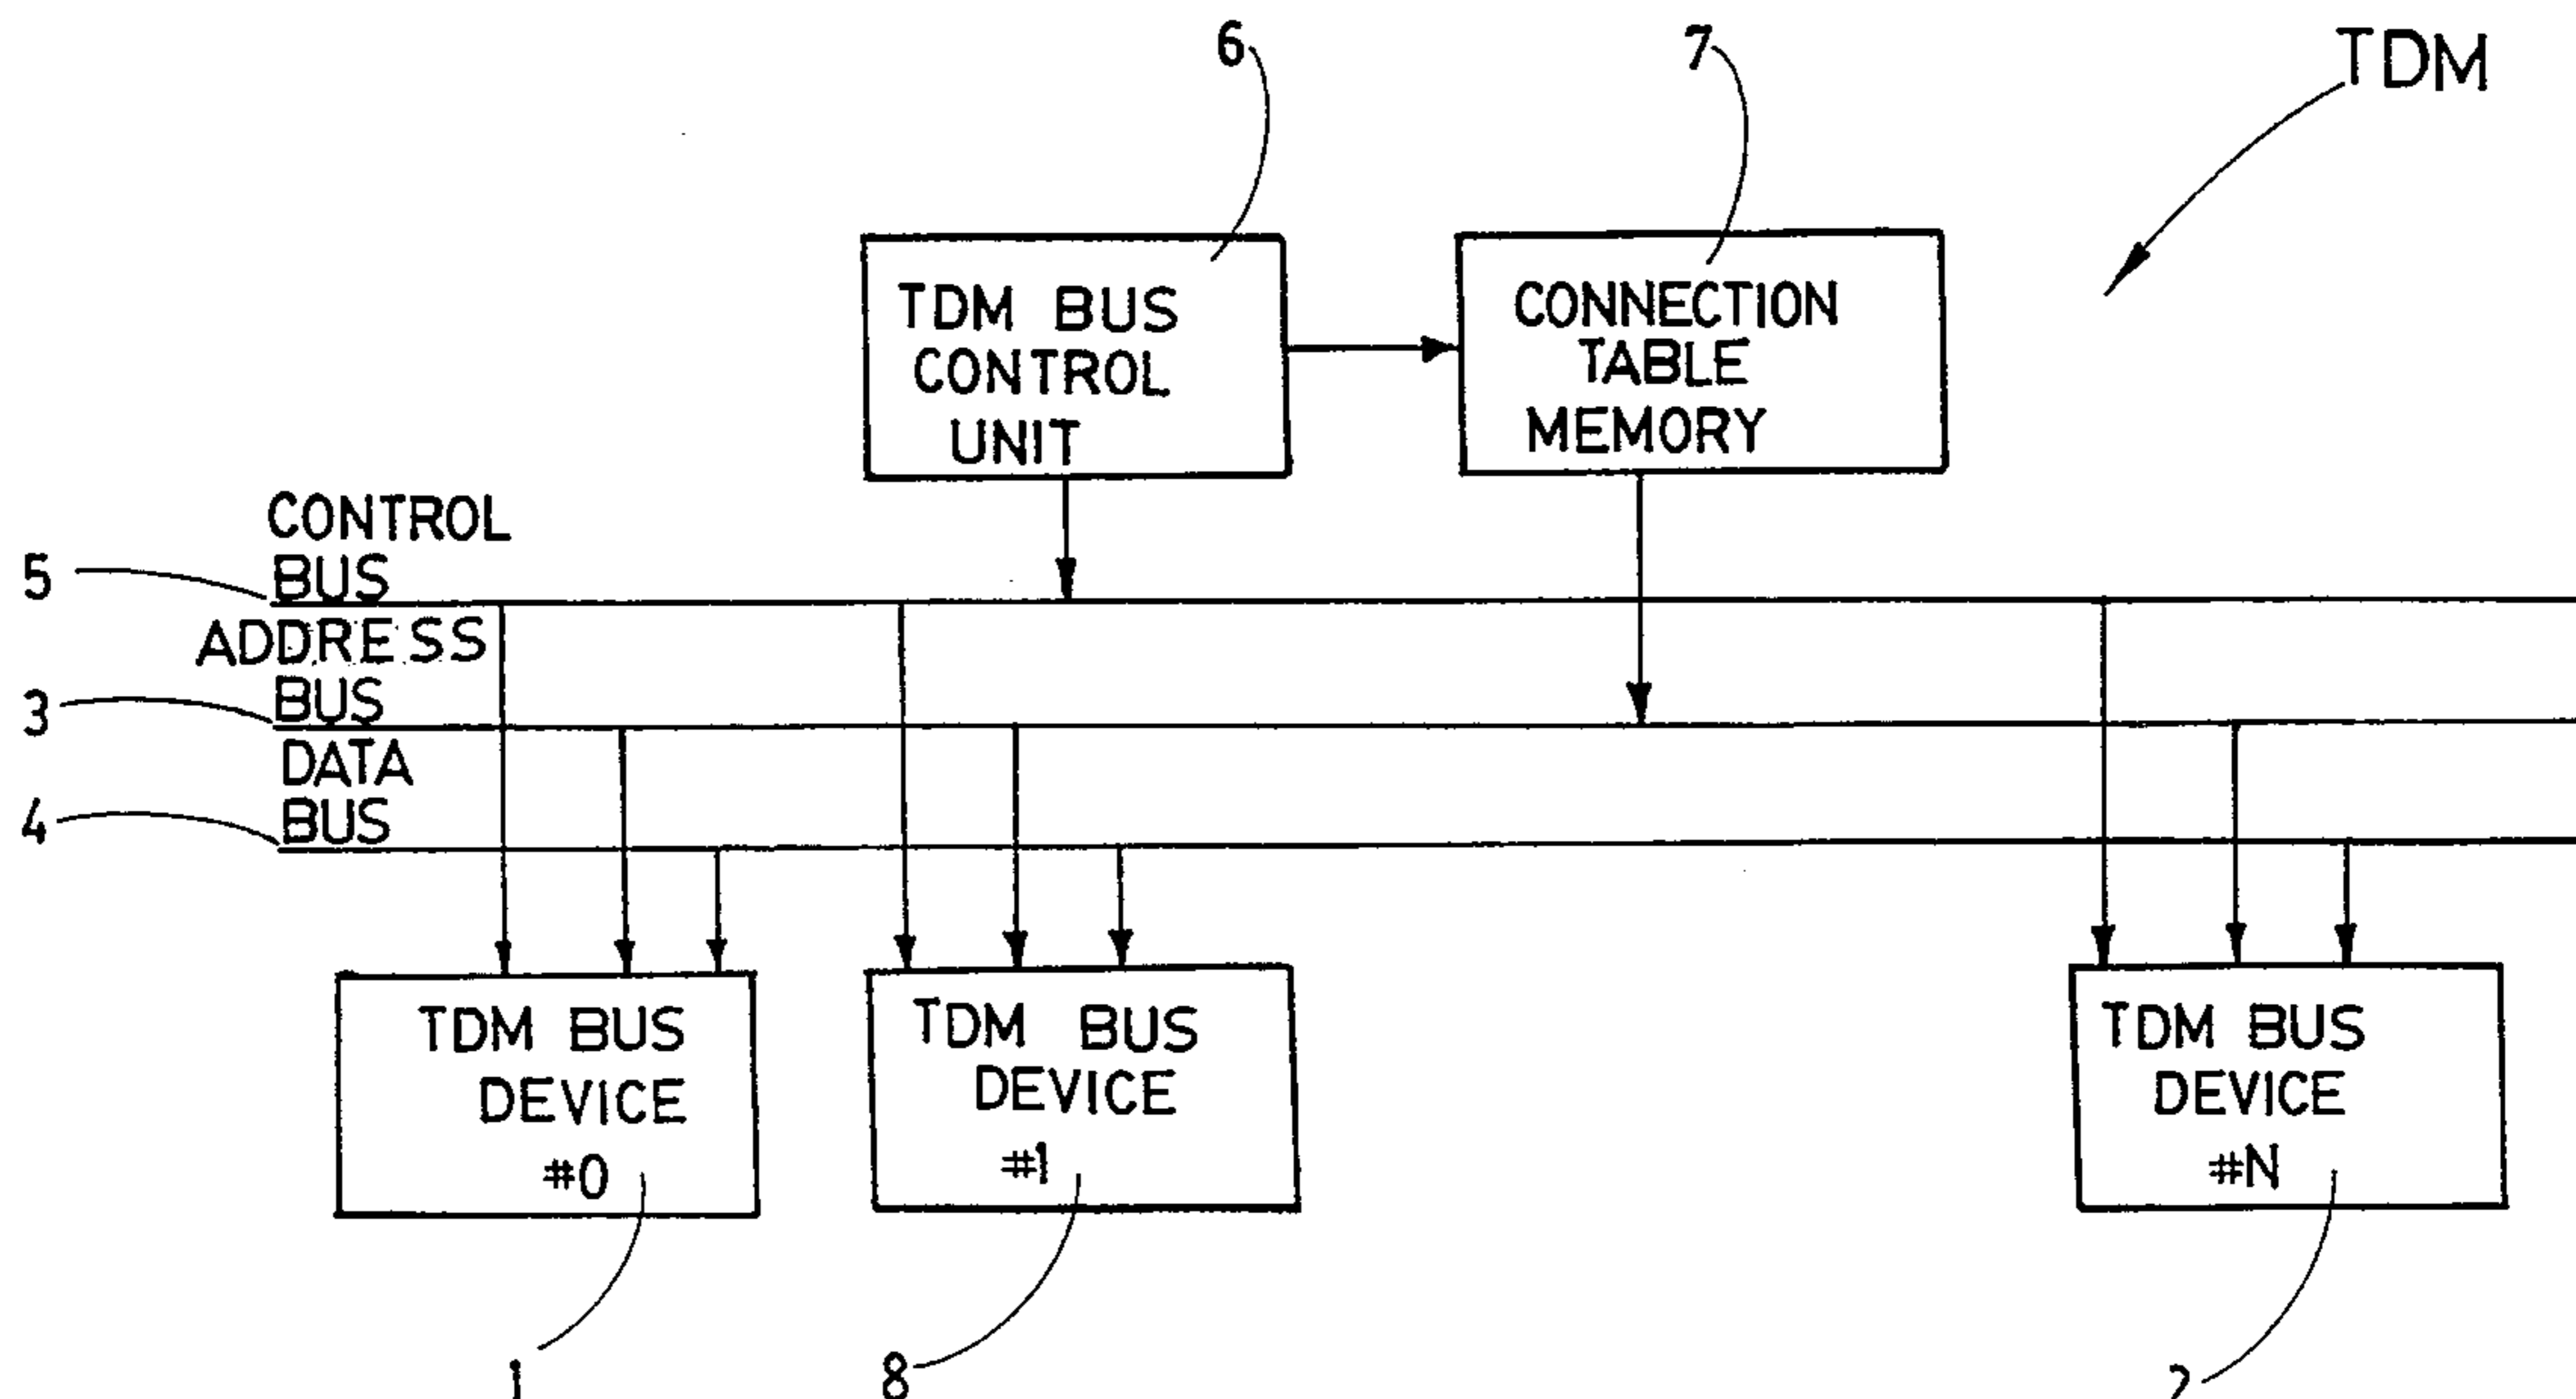 6
7
TDM
TDM BUS
CONTROL
UNIT
CONNECTION
TABLE
MEMORY
CONTROL
BUS
5
ADDRESS
BUS
3
DATA
BUS
4
TDM BUS
DEVICE
#0
TDM BUS
DEVICE
#1
TDM BUS
DEVICE
#N
1
8
2